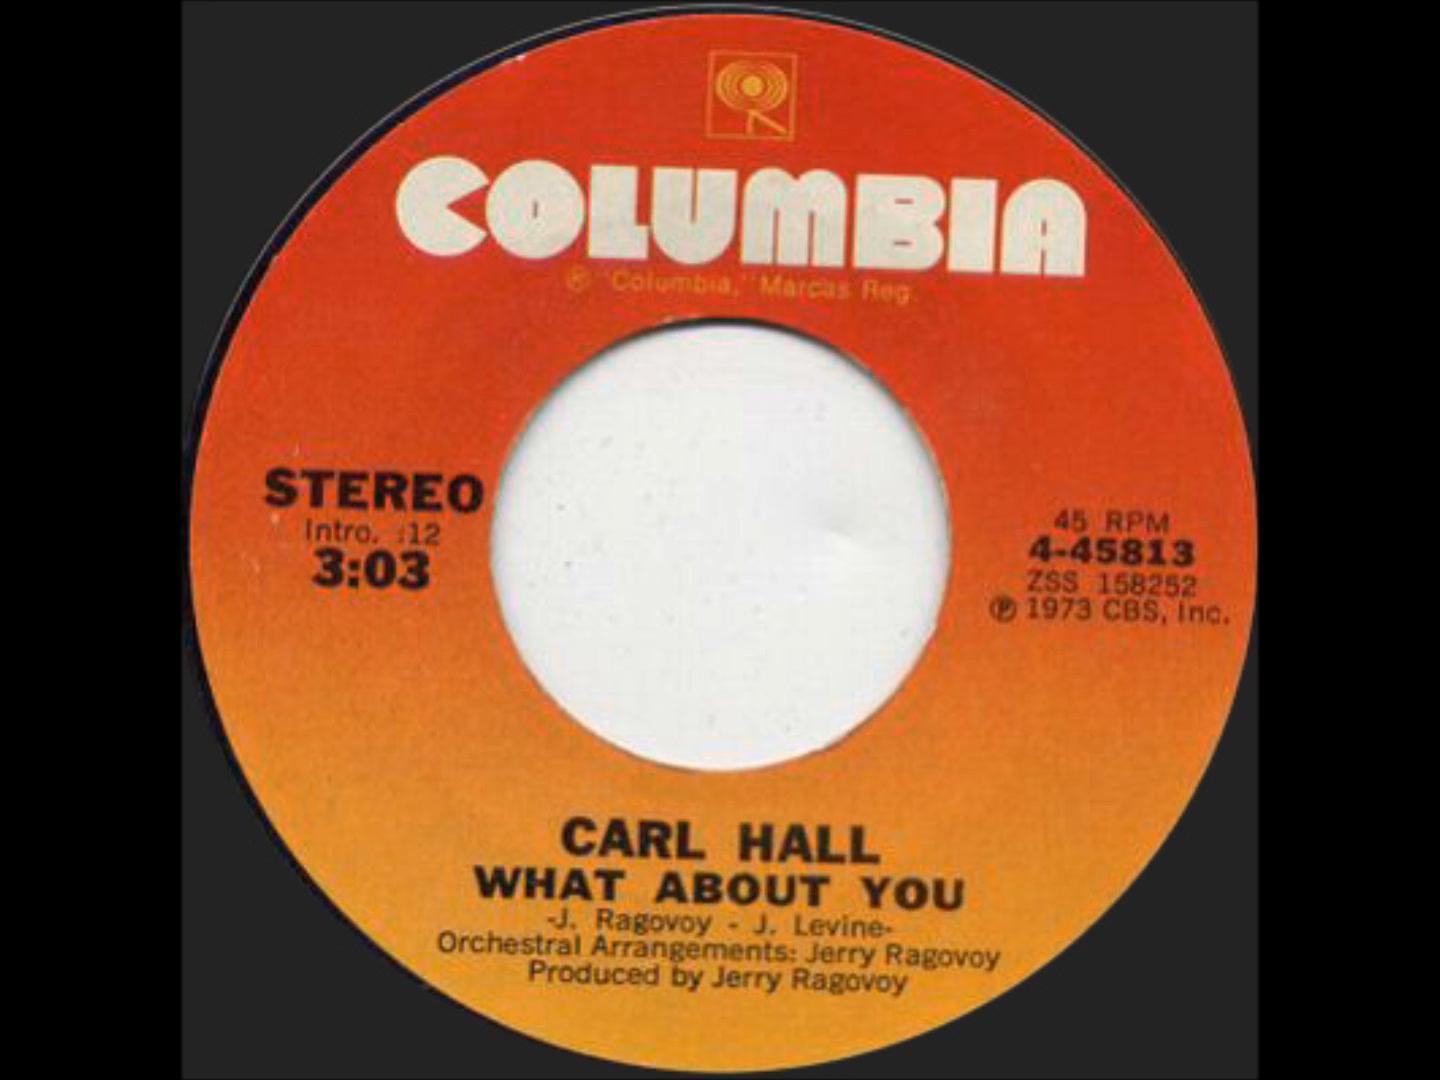 COLUMBIA
® "Columbia," Marcas Reg.
STEREO
Intro. :12
3:03
45 RPM
4-45813
ZSS 158252
℗ 1973 CBS, Inc.
CARL HALL
WHAT ABOUT YOU
-J. Ragovoy - J. Levine-
Orchestral Arrangements: Jerry Ragovoy
Produced by Jerry Ragovoy